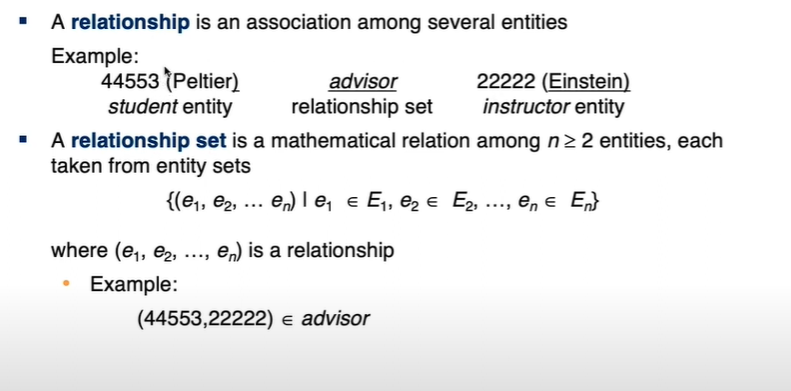 ▪ A relationship is an association among several entities
Example:
44553 (Peltier) advisor 22222 (Einstein)
student entity relationship set instructor entity
▪ A relationship set is a mathematical relation among n ≥ 2 entities, each
taken from entity sets
{(e₁, e₂, … eₙ) | e₁ ∈ E₁, e₂ ∈ E₂, …, eₙ ∈ Eₙ}
where (e₁, e₂, …, eₙ) is a relationship
• Example:
(44553,22222) ∈ advisor